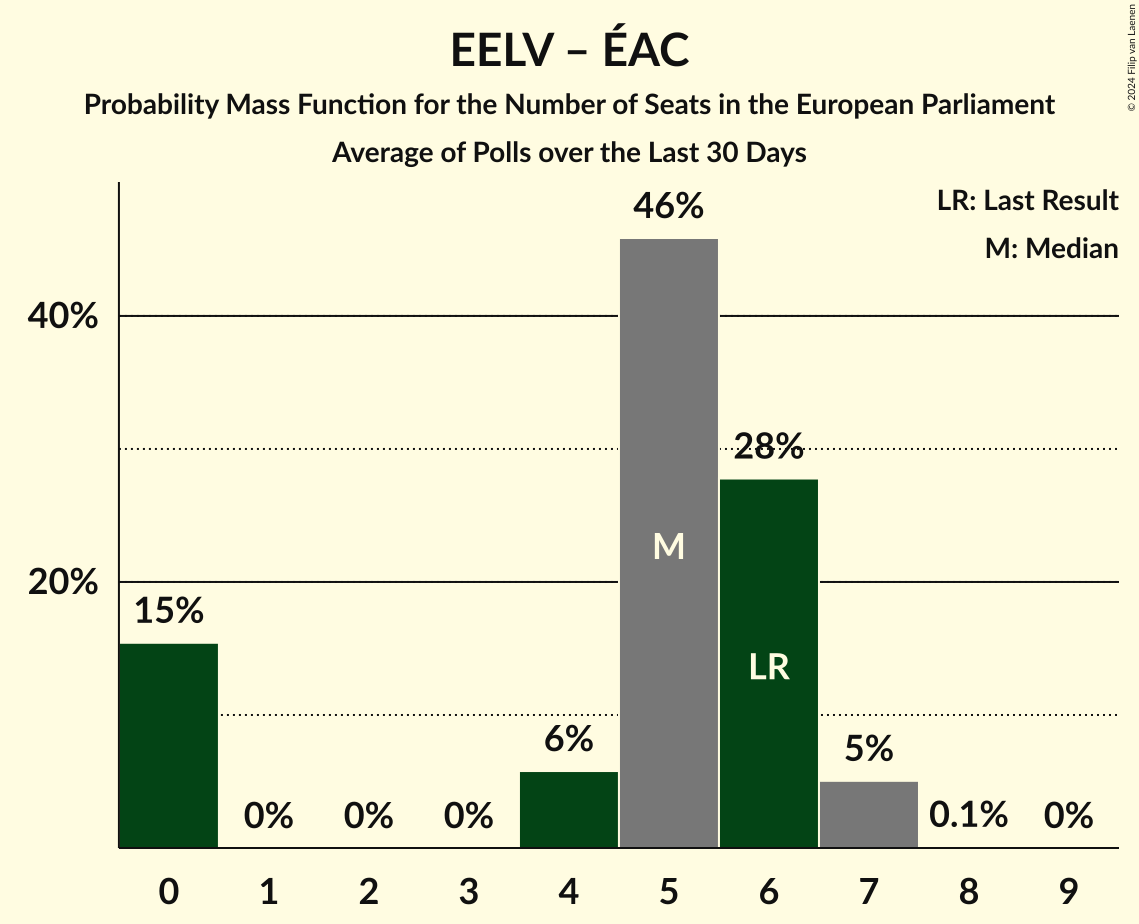 EELV – ÉAC
Probability Mass Function for the Number of Seats in the European Parliament
Average of Polls over the Last 30 Days
© 2024 Filip van Laenen
LR: Last Result
M: Median
46%
40%
28%
M
20%
15%
LR
6%
5%
0%
0%
0%
0.1%
0%
0 1 2 3 4 5 6 7 8 9